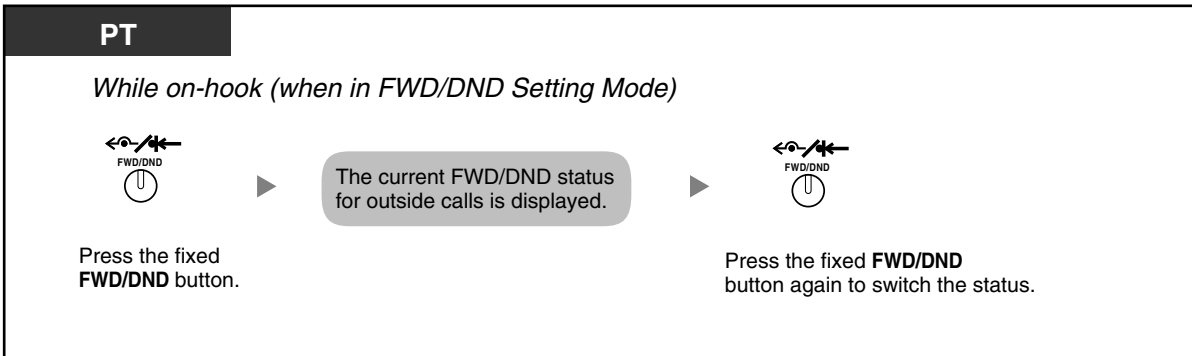 PT
While on-hook (when in FWD/DND Setting Mode)
FWD/DND
The current FWD/DND status
for outside calls is displayed.
FWD/DND
Press the fixed
FWD/DND button.
Press the fixed FWD/DND
button again to switch the status.